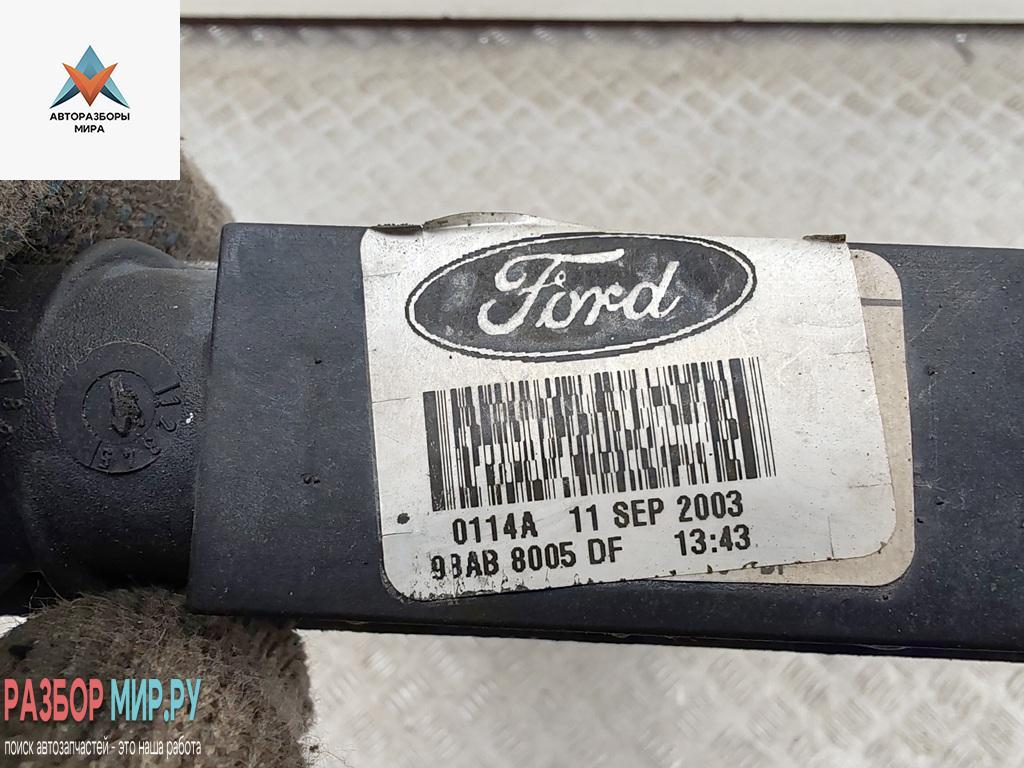 АВТОРАЗБОРЫ
МИРА
Ford
0114A 11 SEP 2003
98AB 8005 DF 13:43
РАЗБОР МИР.РУ
поиск автозапчастей - это наша работа